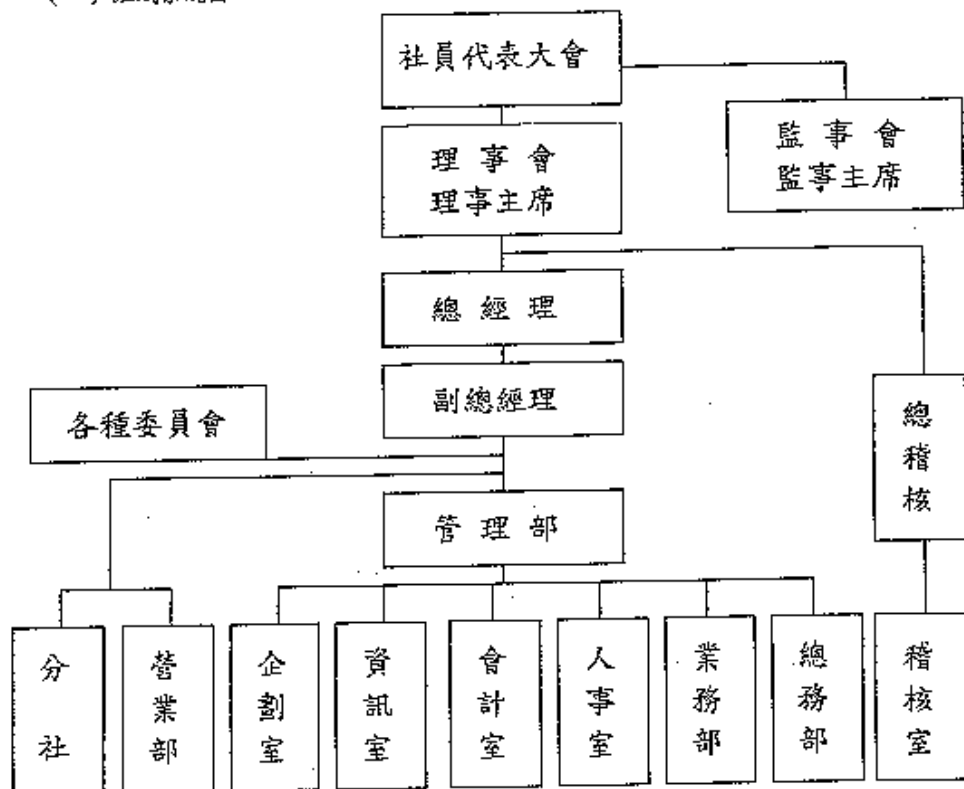 社員代表大會
監事會
監事主席
理事會
理事主席
總經理
副總經理
各種委員會
總稽核
管理部
分社
營業部
企劃室
資訊室
會計室
人事室
業務部
總務部
稽核室